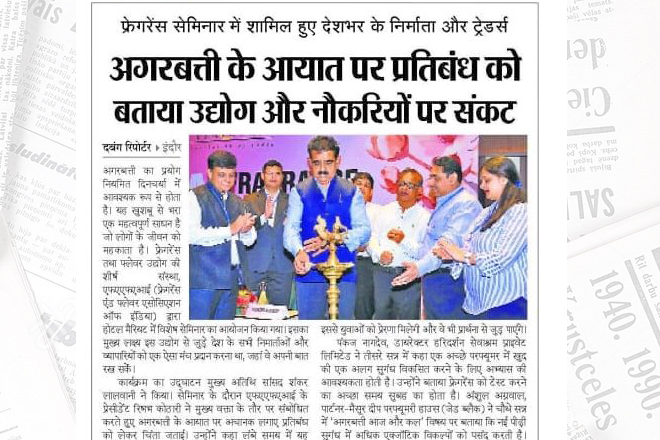 फ्रेगरेंस सेमिनार में शामिल हुए देशभर के निर्माता और ट्रेडर्स
अगरबत्ती के आयात पर प्रतिबंध को
बताया उद्योग और नौकरियों पर संकट
दबंग रिपोर्टर ▸ इंदौर
अगरबत्ती का प्रयोग
नियमित दिनचर्या में
आवश्यक रूप से होता
है। यह खुशबू से भरा
एक महत्वपूर्ण साधन है
जो लोगों के जीवन को
महकाता है। फ्रेगरेंस
तथा फ्लेवर उद्योग की
शीर्ष संस्था,
एफएएफएआई (फ्रेगरेंस
एंड फ्लेवर एसोसिएशन
ऑफ इंडिया) द्वारा
होटल मैरियट में विशेष सेमिनार का आयोजन किया गया। इसका
मुख्य लक्ष्य इस उद्योग से जुड़े देश के सभी निर्माताओं और
व्यापारियों को एक ऐसा मंच प्रदान करना था, जहां वे अपनी बात
रख सकें।
कार्यक्रम का उद्घाटन मुख्य अतिथि सांसद शंकर
लालवानी ने किया। सेमिनार के दौरान एफएएफएआई के
प्रेसीडेंट रिषभ कोठारी ने मुख्य वक्ता के तौर पर संबोधित
करते हुए अगरबत्ती के आयात पर अचानक लगाए प्रतिबंध
को लेकर चिंता जताई। उन्होंने कहा लंबे समय में यह
इससे युवाओं को प्रेरणा मिलेगी और वे भी प्रार्थना से जुड़ पाएँगे।
पंकज नागदेव, डायरेक्टर हरिदर्शन सेवाश्रम प्राइवेट
लिमिटेड ने तीसरे सत्र में कहा एक अच्छे परफ्यूमर में खुद
की एक अलग सुगंध विकसित करने के लिए अभ्यास की
आवश्यकता होती है। उन्होंने बताया फ्रेगरेंस को टेस्ट करने
का अच्छा समय सुबह का होता है। अँशुल अग्रवाल,
पार्टनर-मैसूर दीप परफ्यूमरी हाउस (जेड ब्लैक) ने चौथे सत्र
में 'अगरबत्ती आज और कल' विषय पर बताया कि नई पीढ़ी
सुगंध में अधिक एक्जॉटिक विकल्पों को पसंद करती है।
SAL
1940.
1990.